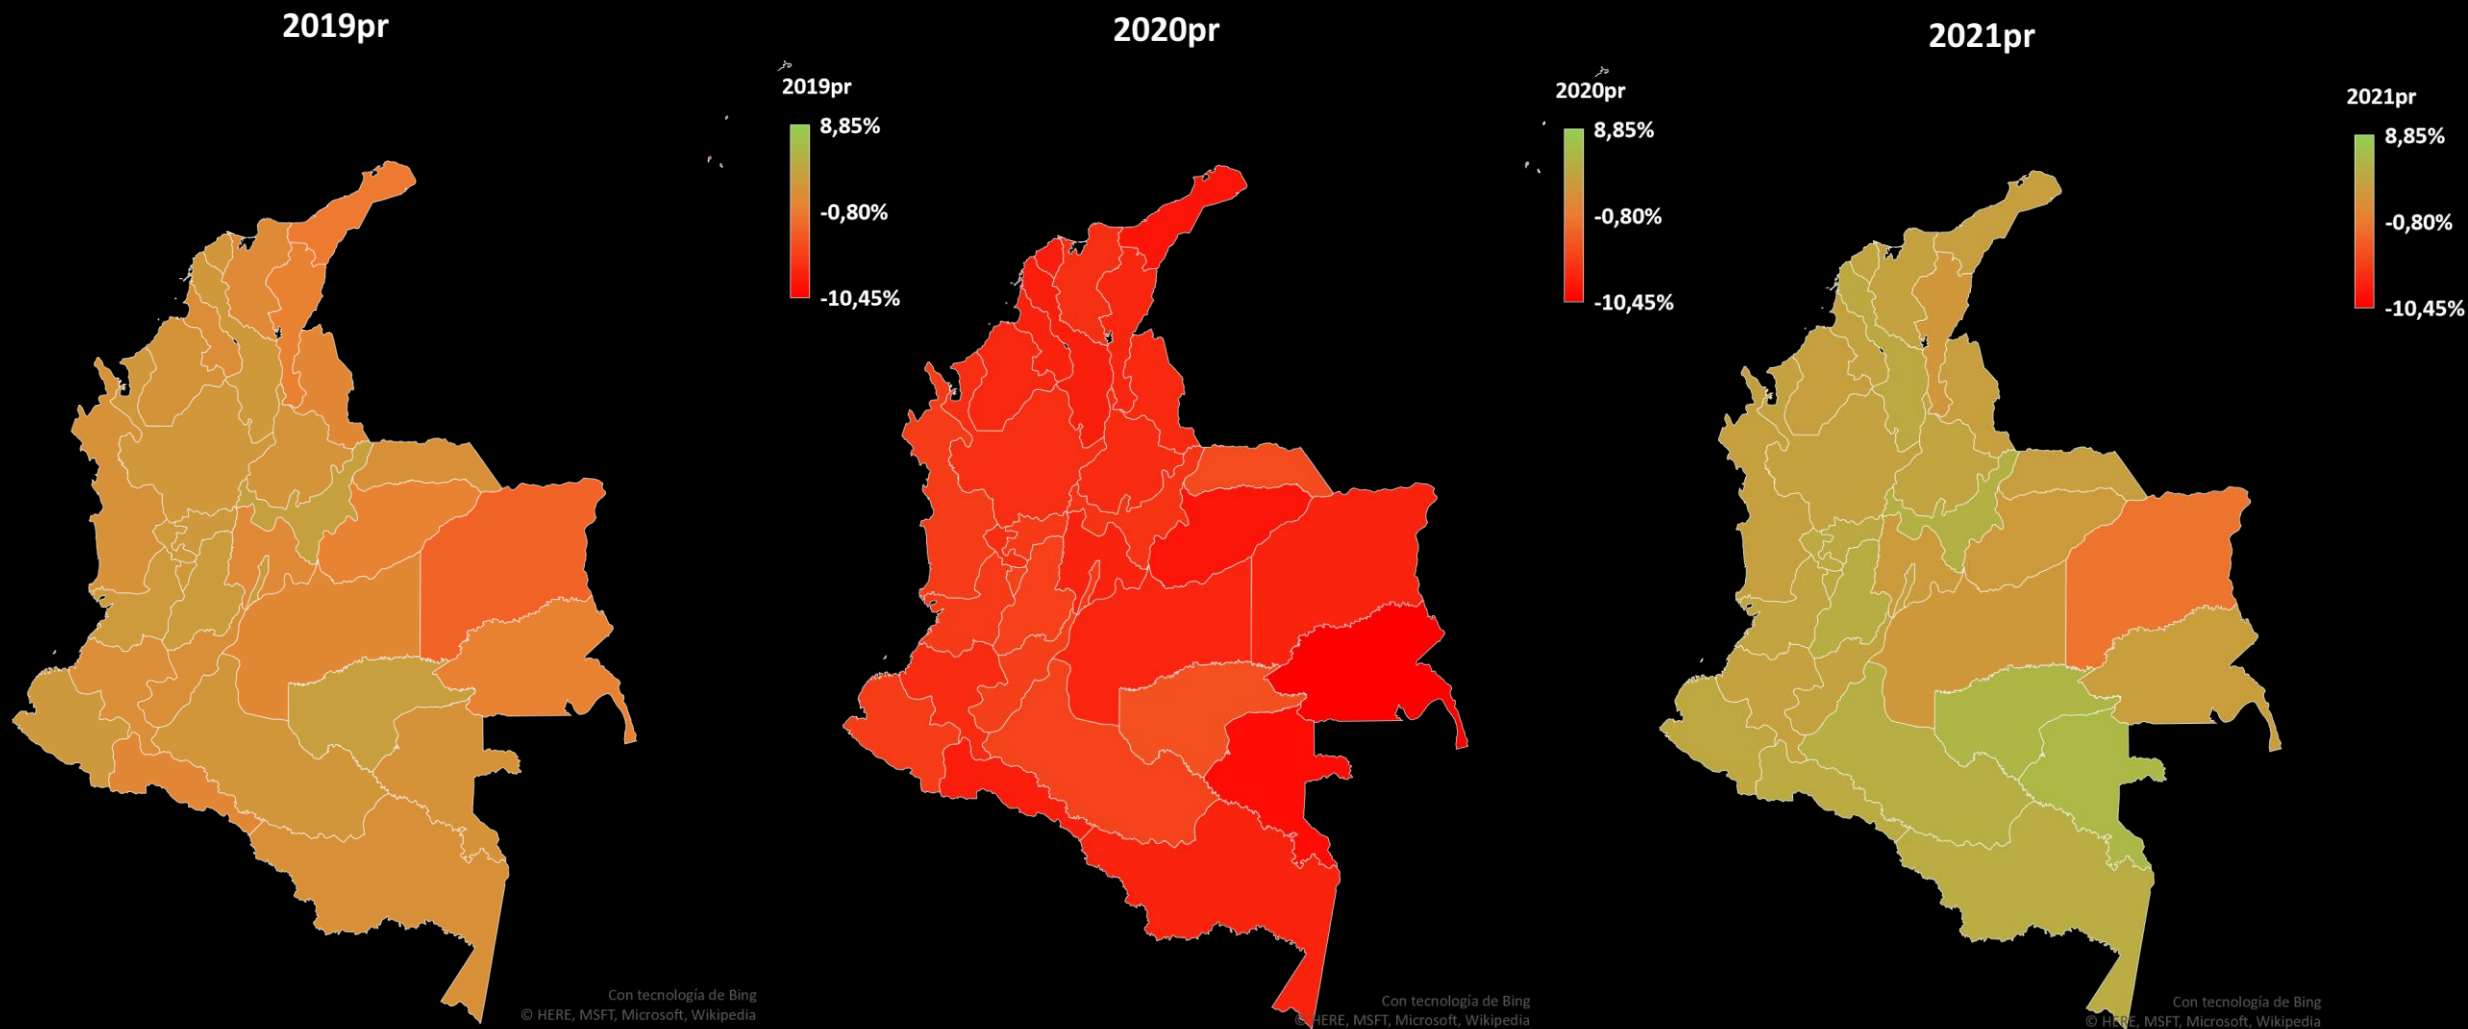 2019pr
2019pr
8,85%
-0,80%
-10,45%
Con tecnología de Bing
© HERE, MSFT, Microsoft, Wikipedia
2020pr
2020pr
8,85%
-0,80%
-10,45%
Con tecnología de Bing
© HERE, MSFT, Microsoft, Wikipedia
2021pr
2021pr
8,85%
-0,80%
-10,45%
Con tecnología de Bing
© HERE, MSFT, Microsoft, Wikipedia